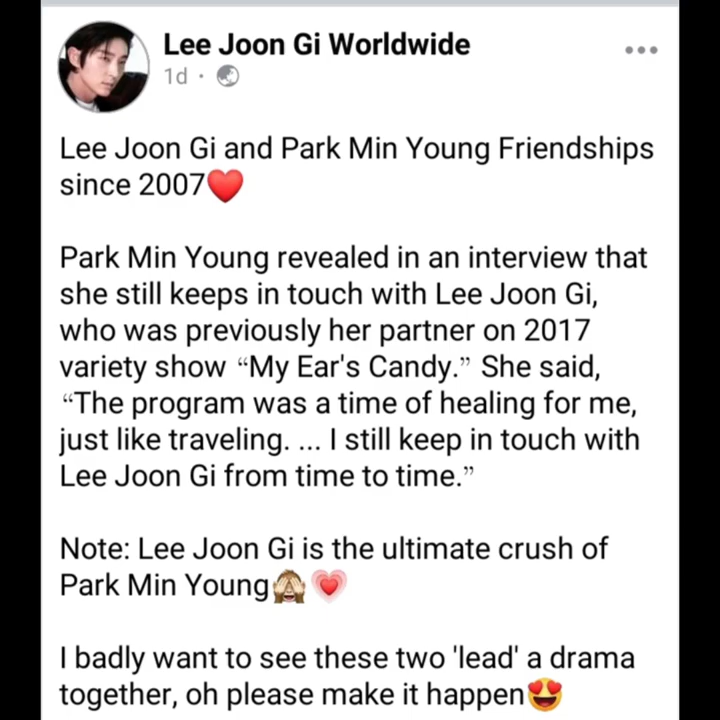 Lee Joon Gi Worldwide
1d ·
Lee Joon Gi and Park Min Young Friendships
since 2007❤️
Park Min Young revealed in an interview that
she still keeps in touch with Lee Joon Gi,
who was previously her partner on 2017
variety show “My Ear's Candy.” She said,
“The program was a time of healing for me,
just like traveling. ... I still keep in touch with
Lee Joon Gi from time to time.”
Note: Lee Joon Gi is the ultimate crush of
Park Min Young🙈💗
I badly want to see these two 'lead' a drama
together, oh please make it happen😍